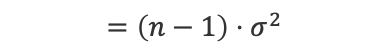 = (n − 1) · σ²